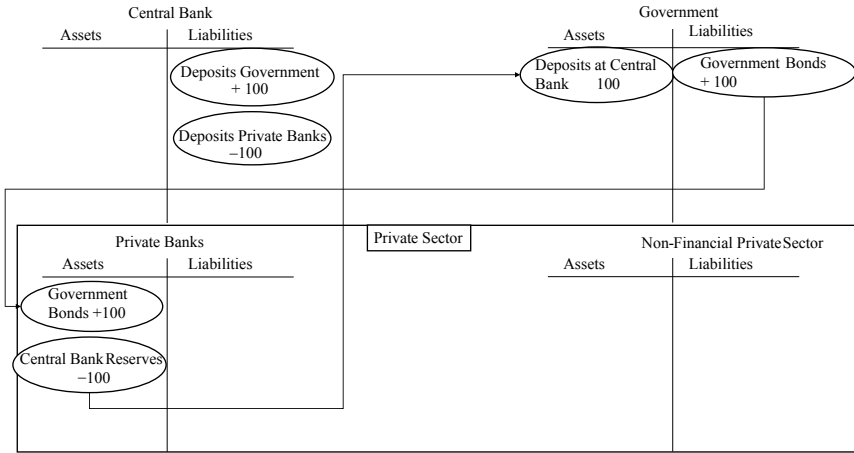 Central Bank
Assets
Liabilities
Deposits Government
+ 100
Deposits Private Banks
−100
Government
Assets
Liabilities
Deposits at Central
Bank 100
Government Bonds
+ 100
Private Sector
Private Banks
Assets
Liabilities
Government
Bonds +100
Central Bank Reserves
−100
Non-Financial Private Sector
Assets
Liabilities